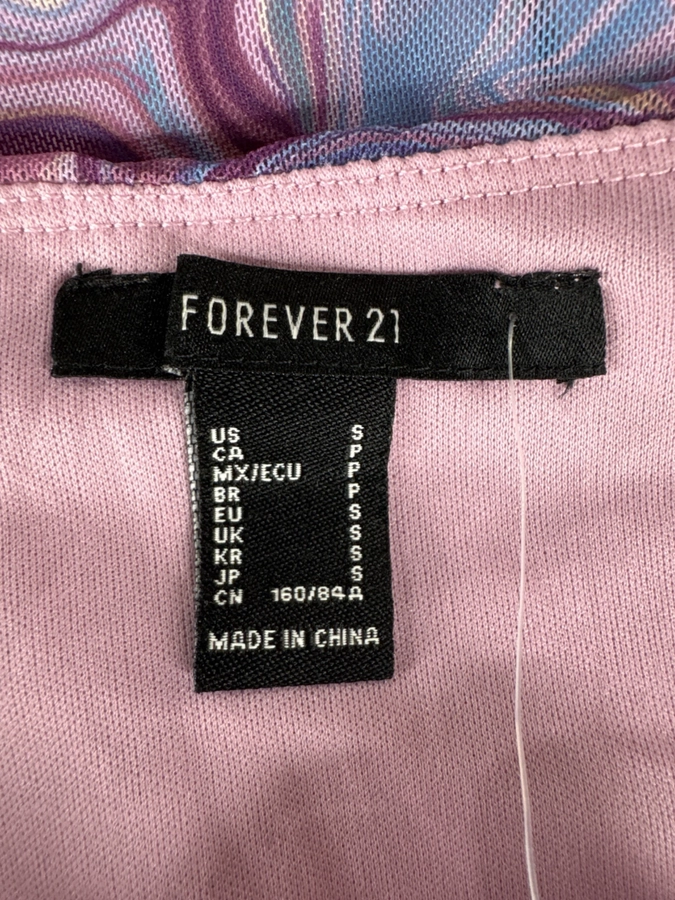 FOREVER 21
US S
CA P
MX/ECU P
BR P
EU S
UK S
KR S
JP S
CN 160/84A
MADE IN CHINA